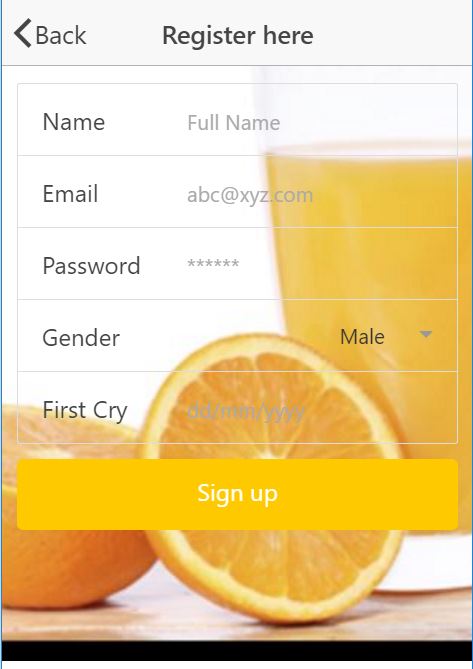 Back Register here
Name Full Name
Email abc@xyz.com
Password ******
Gender Male
First Cry dd/mm/yyyy
Sign up